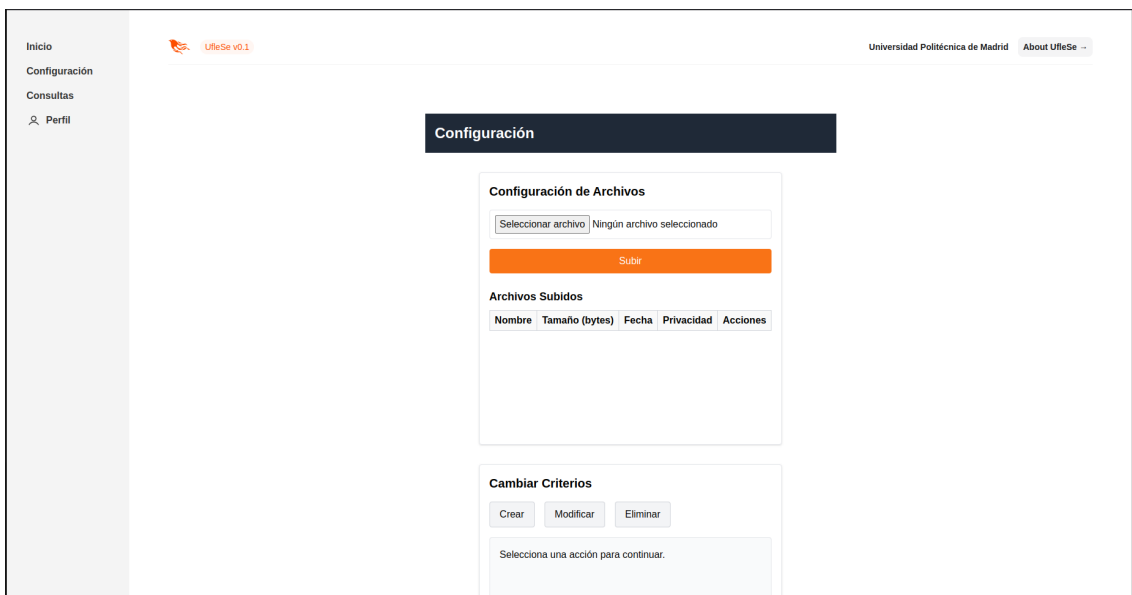 Inicio
Configuración
Consultas
Perfil
UfleSe v0.1
Universidad Politécnica de Madrid About UfleSe →
Configuración
Configuración de Archivos
Seleccionar archivo Ningún archivo seleccionado
Subir
Archivos Subidos
Nombre Tamaño (bytes) Fecha Privacidad Acciones
Cambiar Criterios
Crear Modificar Eliminar
Selecciona una acción para continuar.